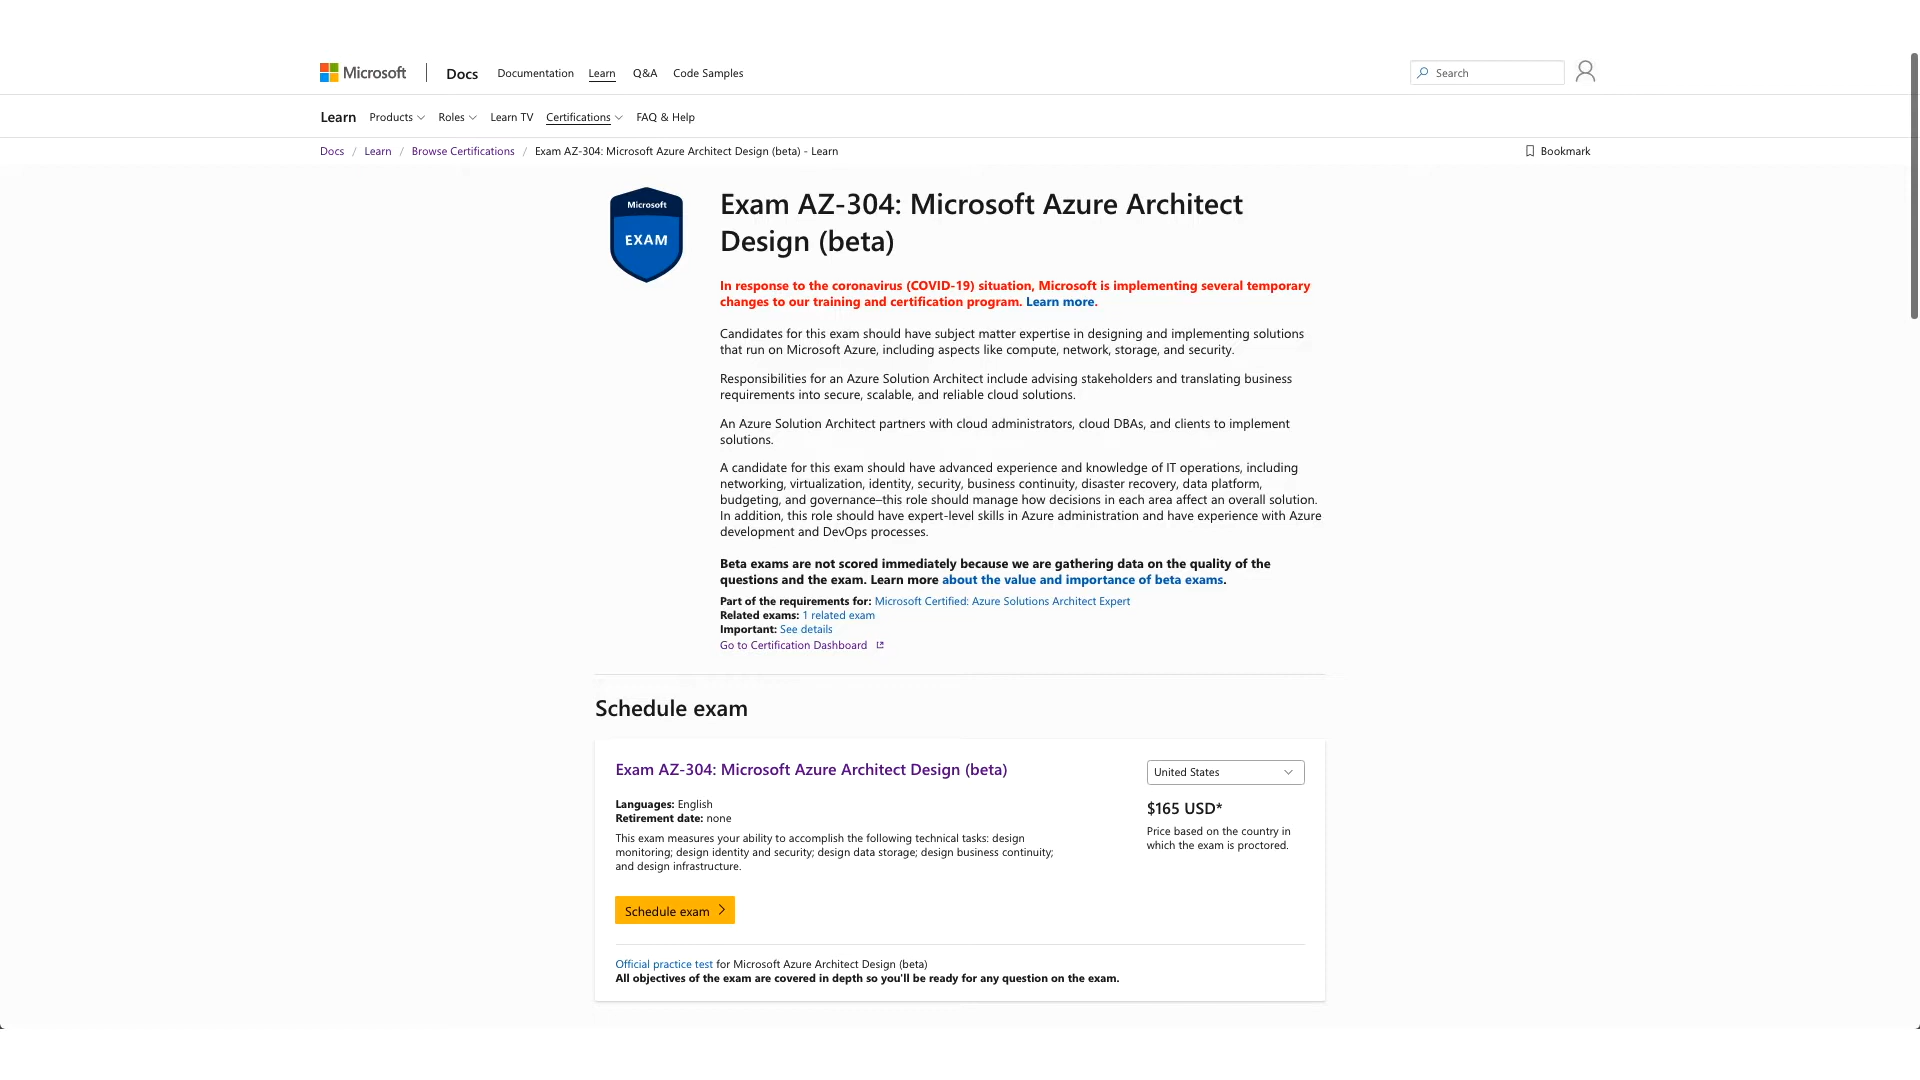 Microsoft Docs Documentation Learn Q&A Code Samples Search
Learn Products Roles Learn TV Certifications FAQ & Help
Docs / Learn / Browse Certifications / Exam AZ-304: Microsoft Azure Architect Design (beta) - Learn Bookmark
Microsoft
EXAM
Exam AZ-304: Microsoft Azure Architect
Design (beta)
In response to the coronavirus (COVID-19) situation, Microsoft is implementing several temporary
changes to our training and certification program. Learn more.
Candidates for this exam should have subject matter expertise in designing and implementing solutions
that run on Microsoft Azure, including aspects like compute, network, storage, and security.
Responsibilities for an Azure Solution Architect include advising stakeholders and translating business
requirements into secure, scalable, and reliable cloud solutions.
An Azure Solution Architect partners with cloud administrators, cloud DBAs, and clients to implement
solutions.
A candidate for this exam should have advanced experience and knowledge of IT operations, including
networking, virtualization, identity, security, business continuity, disaster recovery, data platform,
budgeting, and governance–this role should manage how decisions in each area affect an overall solution.
In addition, this role should have expert-level skills in Azure administration and have experience with Azure
development and DevOps processes.
Beta exams are not scored immediately because we are gathering data on the quality of the
questions and the exam. Learn more about the value and importance of beta exams.
Part of the requirements for: Microsoft Certified: Azure Solutions Architect Expert
Related exams: 1 related exam
Important: See details
Go to Certification Dashboard
Schedule exam
Exam AZ-304: Microsoft Azure Architect Design (beta)
Languages: English
Retirement date: none
This exam measures your ability to accomplish the following technical tasks: design
monitoring; design identity and security; design data storage; design business continuity;
and design infrastructure.
United States
$165 USD*
Price based on the country in
which the exam is proctored.
Schedule exam
Official practice test for Microsoft Azure Architect Design (beta)
All objectives of the exam are covered in depth so you'll be ready for any question on the exam.